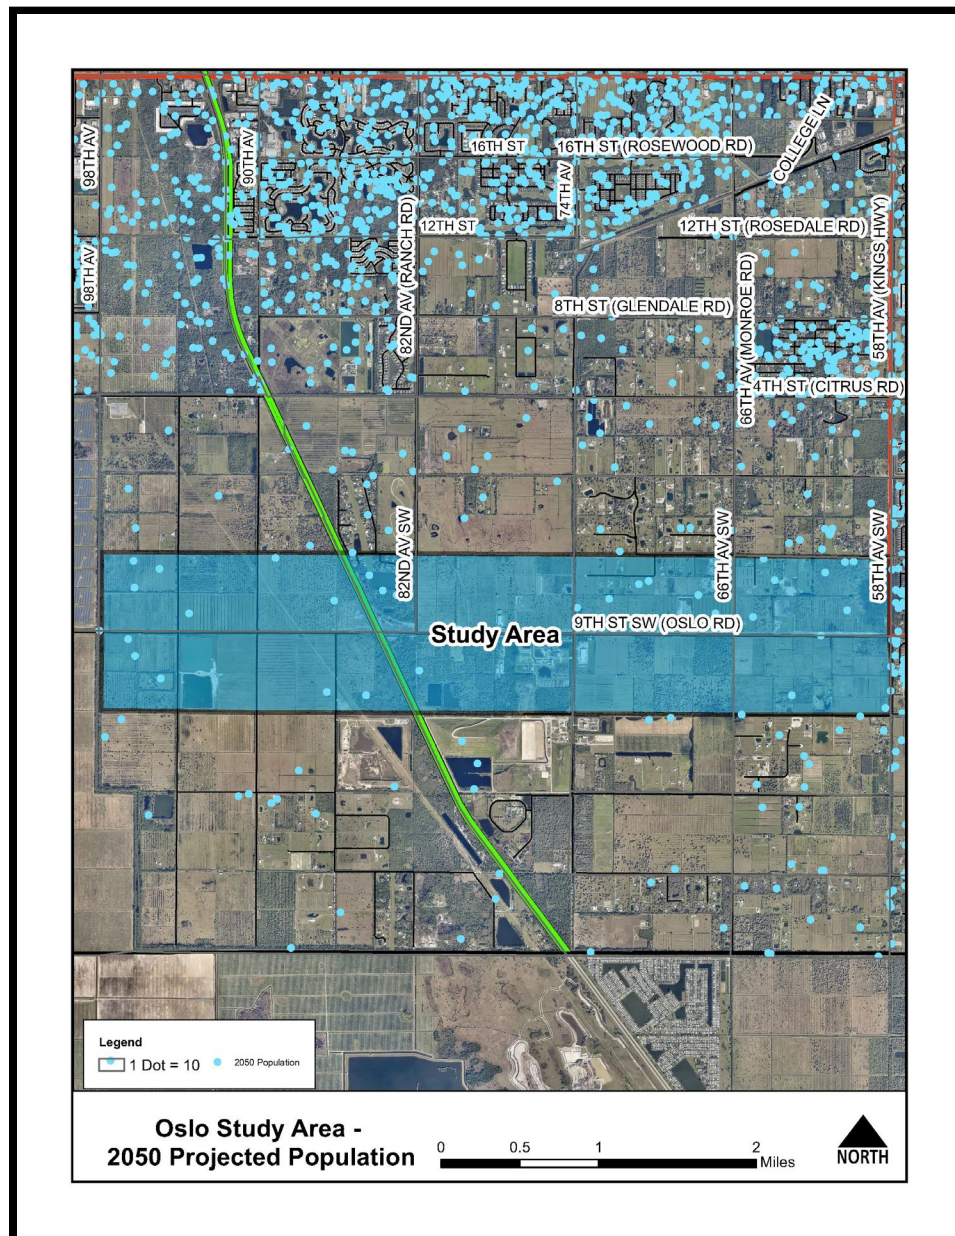 98TH AV
90TH AV
16TH ST
16TH ST (ROSEWOOD RD)
COLLEGE LN
74TH AV
82ND AV (RANCH RD)
12TH ST
12TH ST (ROSEDALE RD)
98TH AV
58TH AV (KINGS HWY)
66TH AV (MONROE RD)
8TH ST (GLENDALE RD)
4TH ST (CITRUS RD)
82ND AV SW
66TH AV SW
58TH AV SW
9TH ST SW (OSLO RD)
Study Area
Legend
1 Dot = 10
2050 Population
Oslo Study Area -
2050 Projected Population
0 0.5 1 2
Miles
NORTH